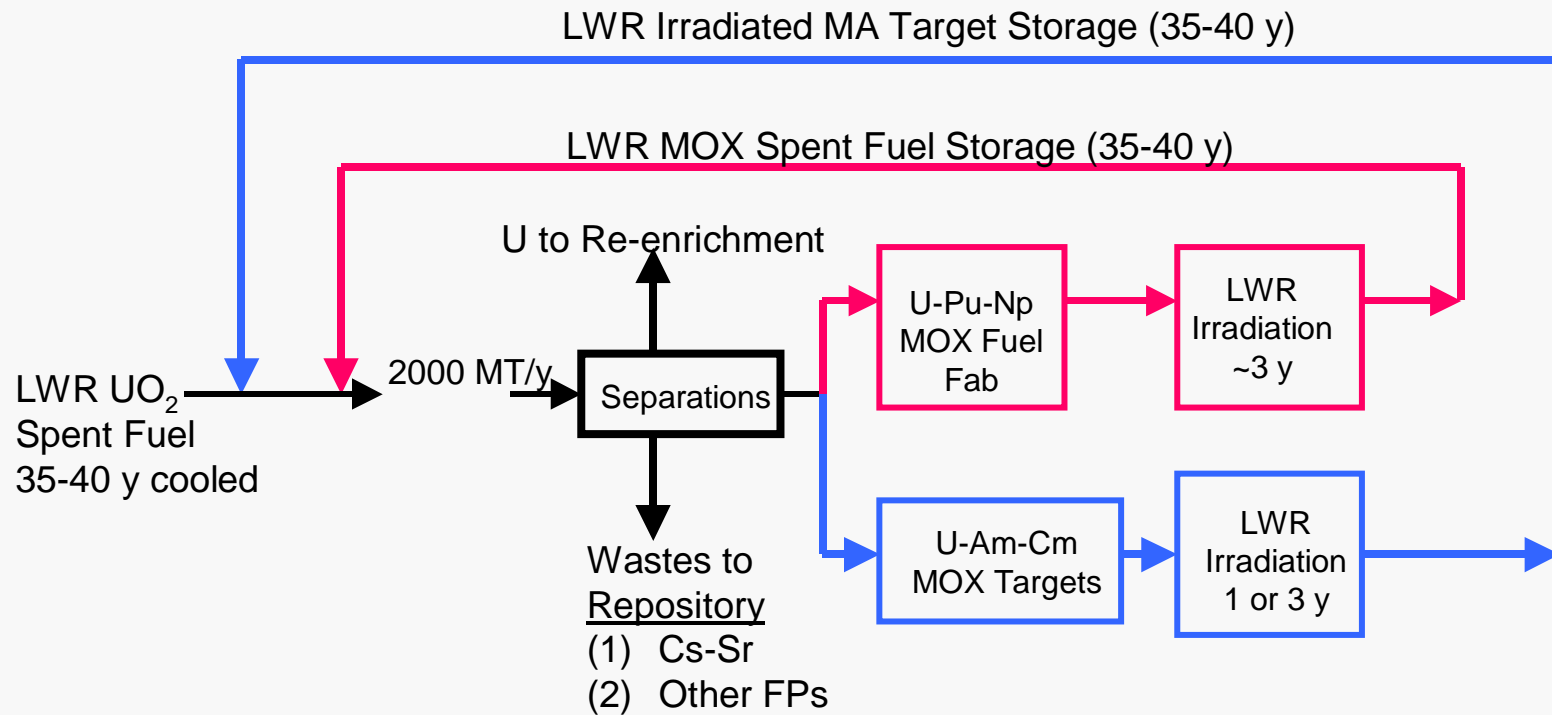 LWR Irradiated MA Target Storage (35-40 y)
LWR MOX Spent Fuel Storage (35-40 y)
U to Re-enrichment
U-Pu-Np
MOX Fuel
Fab
LWR
Irradiation
~3 y
2000 MT/y
LWR UO₂
Spent Fuel
35-40 y cooled
Separations
U-Am-Cm
MOX Targets
LWR
Irradiation
1 or 3 y
Wastes to
Repository
(1) Cs-Sr
(2) Other FPs